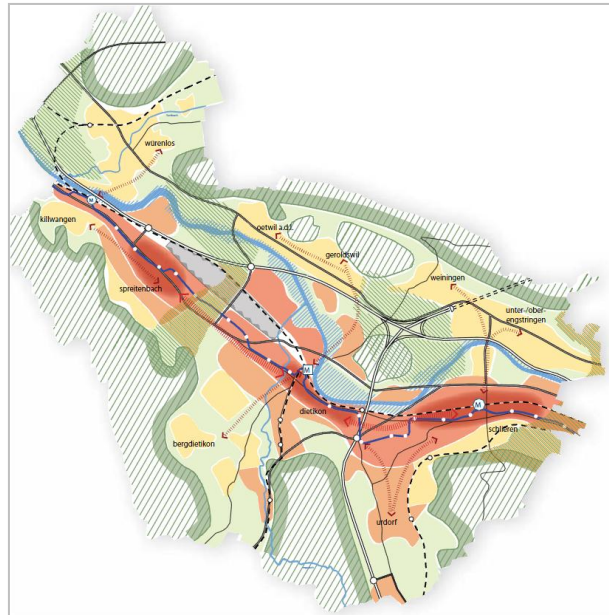 würenlos
M
killwangen
oetwil a.d.l.
geroldswil
weiningen
spreitenbach
unter-/ober-
engstringen
M
dietikon
M
schlieren
bergdietikon
urdorf